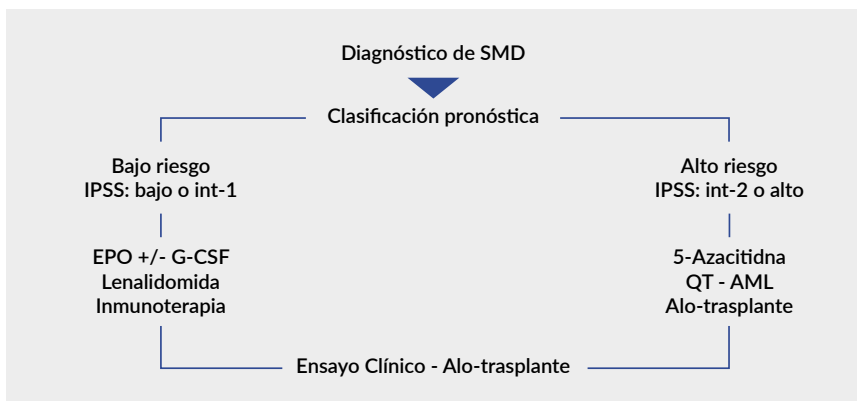 Diagnóstico de SMD
Clasificación pronóstica
Bajo riesgo
IPSS: bajo o int-1
EPO +/- G-CSF
Lenalidomida
Inmunoterapia
Alto riesgo
IPSS: int-2 o alto
5-Azacitidna
QT - AML
Alo-trasplante
Ensayo Clínico - Alo-trasplante